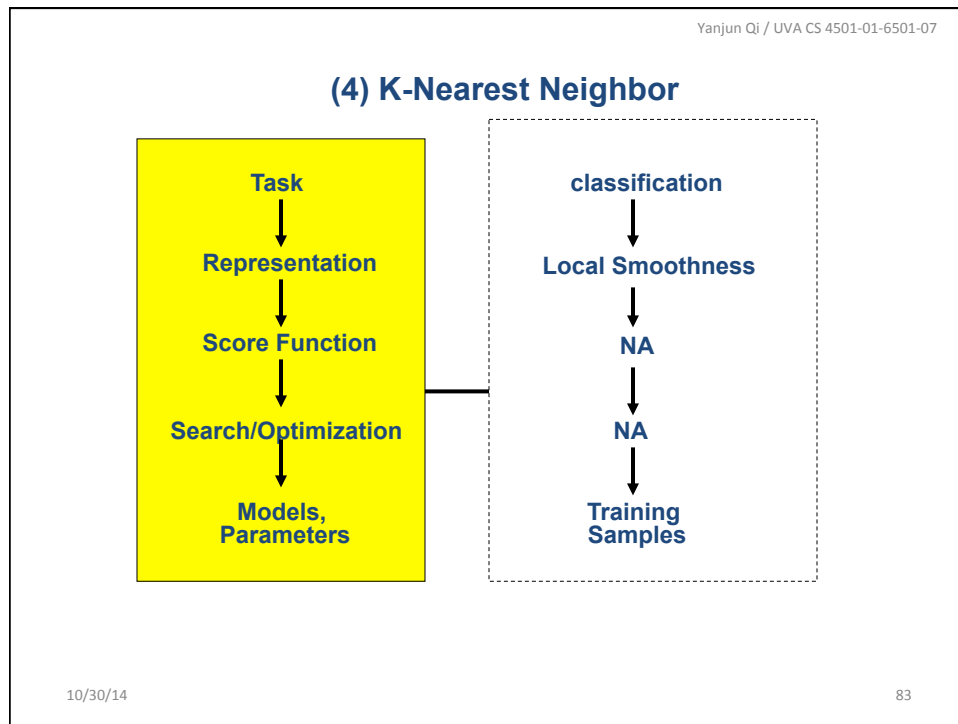 Yanjun Qi / UVA CS 4501-01-6501-07
(4) K-Nearest Neighbor
Task
Representation
Score Function
Search/Optimization
Models,
Parameters
classification
Local Smoothness
NA
NA
Training
Samples
10/30/14
83